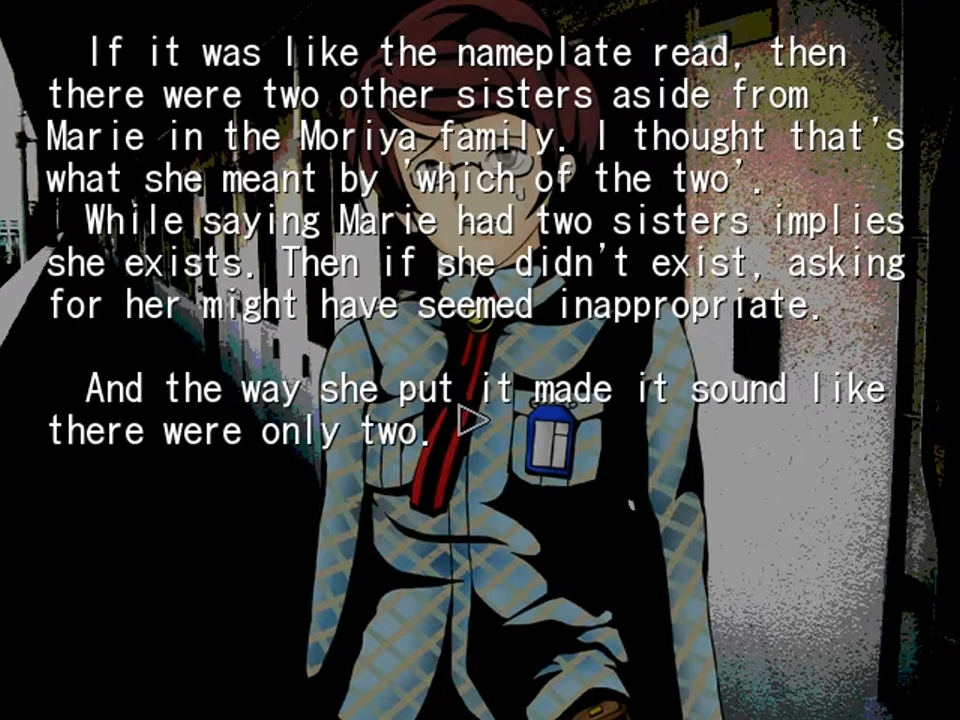 If it was like the nameplate read, then
there were two other sisters aside from
Marie in the Moriya family. I thought that's
what she meant by 'which of the two'.
While saying Marie had two sisters implies
she exists. Then if she didn't exist, asking
for her might have seemed inappropriate.
And the way she put it made it sound like
there were only two.